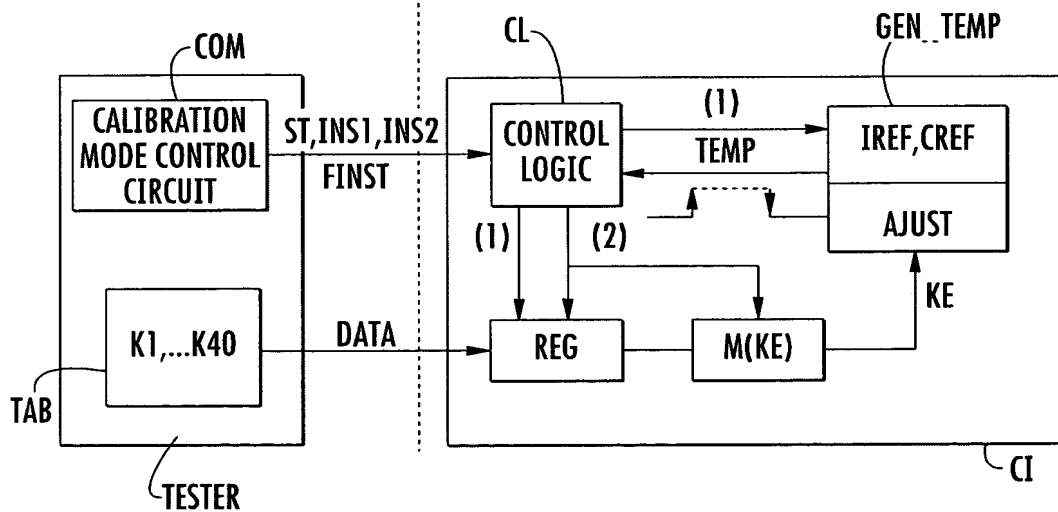 COM
CL
GEN_TEMP
CALIBRATION
MODE CONTROL
CIRCUIT
ST,INS1,INS2
FINST
CONTROL
LOGIC
(1)
TEMP
IREF,CREF
AJUST
(1)
(2)
KE
K1,...K40
DATA
REG
M(KE)
TAB
TESTER
CI